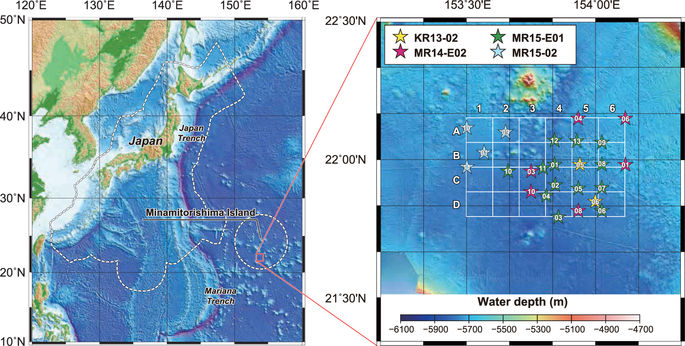 120˚E 130˚E 140˚E 150˚E 160˚E
50˚N
40˚N
30˚N
20˚N
10˚N
Japan
Japan
Trench
Minamitorishima Island
Mariana
Trench
153˚30'E 154˚00'E
22˚30'N
22˚00'N
21˚30'N
KR13-02 MR15-E01
MR14-E02 MR15-02
1 2 3 4 5 6
A
B
C
D
04 06
12 13 09
10 03 11 01 05 08 01
10 04 02 05 07
03 08 06
Water depth (m)
−6100 −5900 −5500 −5300 −5100 −4900 −4700